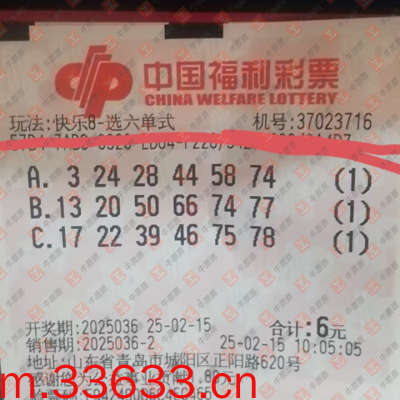 中国福利彩票
CHINA WELFARE LOTTERY
玩法:快乐8-选六单式 机号:37023716
A. 3 24 28 44 58 74 (1)
B.13 20 50 66 74 77 (1)
C.17 22 39 46 75 78 (1)
开奖期:2025036 25-02-15 合计:6元
销售期:2025036-2 25-02-15 10:05:05
地址:山东省青岛市城阳区正阳路620号
m.33633.cn